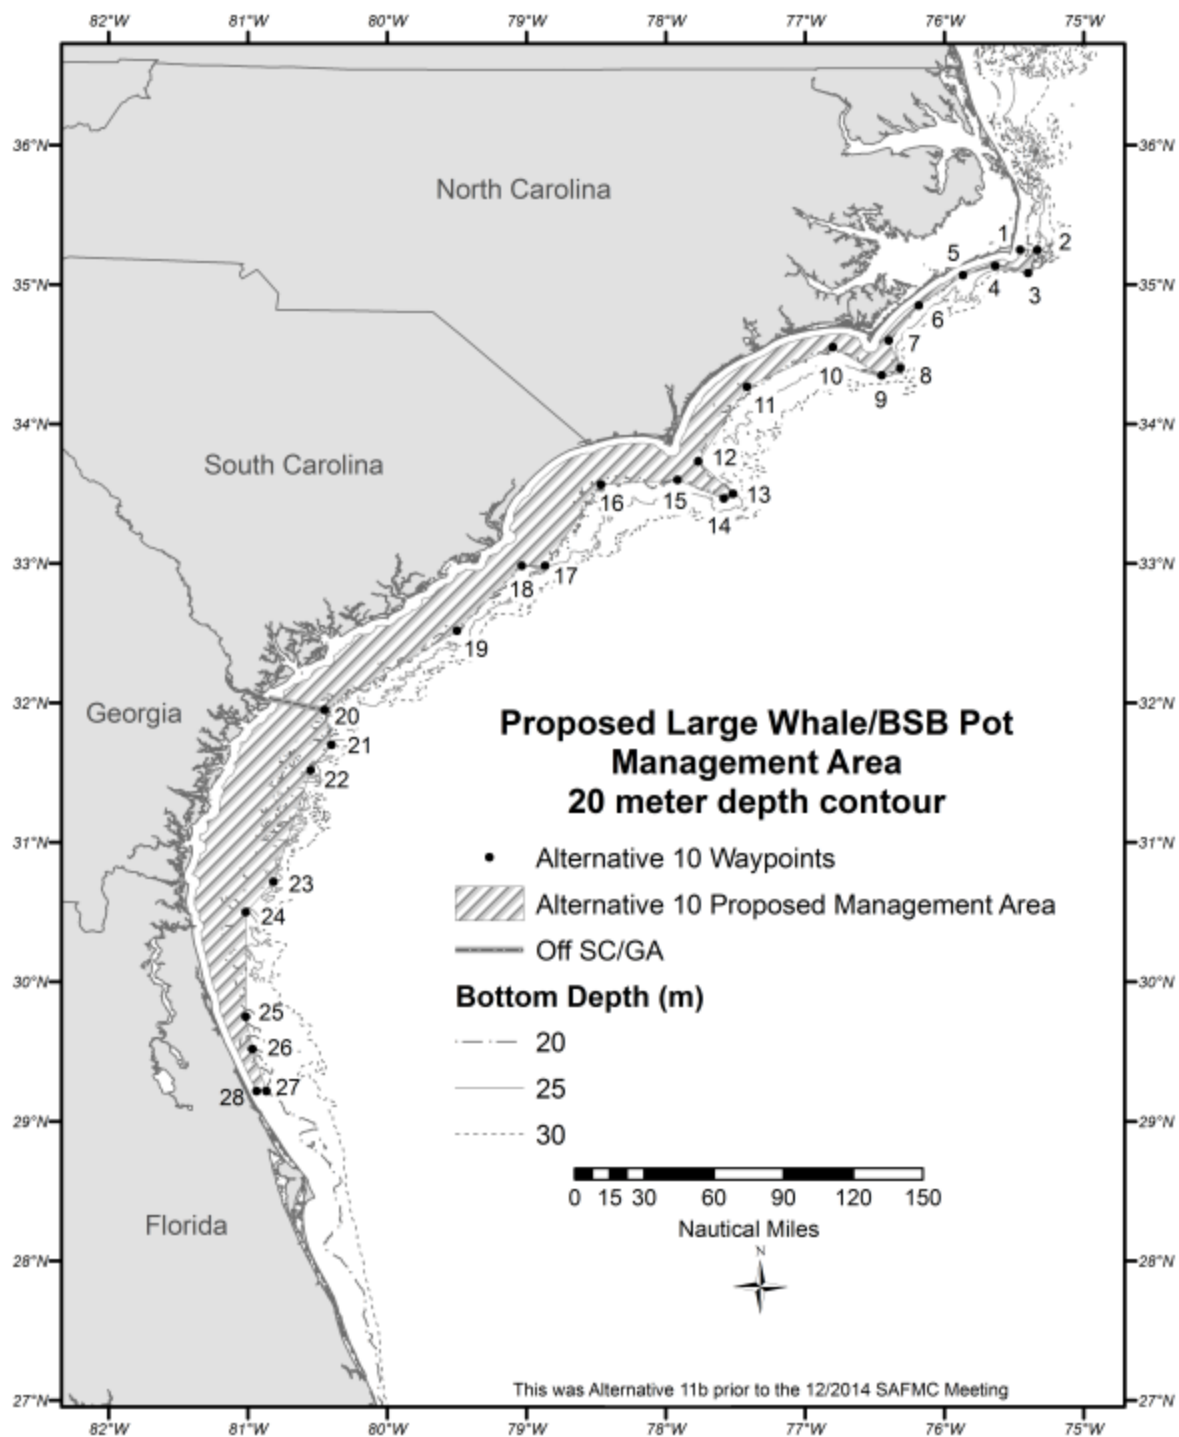 82°W 81°W 80°W 79°W 78°W 77°W 76°W 75°W
36°N 36°N
North Carolina
1 2
5
35°N 35°N
4 3
6
7
10 8
9
11
34°N 34°N
South Carolina
12
16 15 13
14
33°N 33°N
18 17
19
32°N 32°N
Georgia
20
21
22
Proposed Large Whale/BSB Pot
Management Area
20 meter depth contour
31°N 31°N
Alternative 10 Waypoints
23
Alternative 10 Proposed Management Area
24
Off SC/GA
30°N 30°N
Bottom Depth (m)
25
20
26
25
28 27
29°N 29°N
30
0 15 30 60 90 120 150
Nautical Miles
Florida
N
28°N 28°N
This was Alternative 11b prior to the 12/2014 SAFMC Meeting
27°N 27°N
82°W 81°W 80°W 79°W 78°W 77°W 76°W 75°W